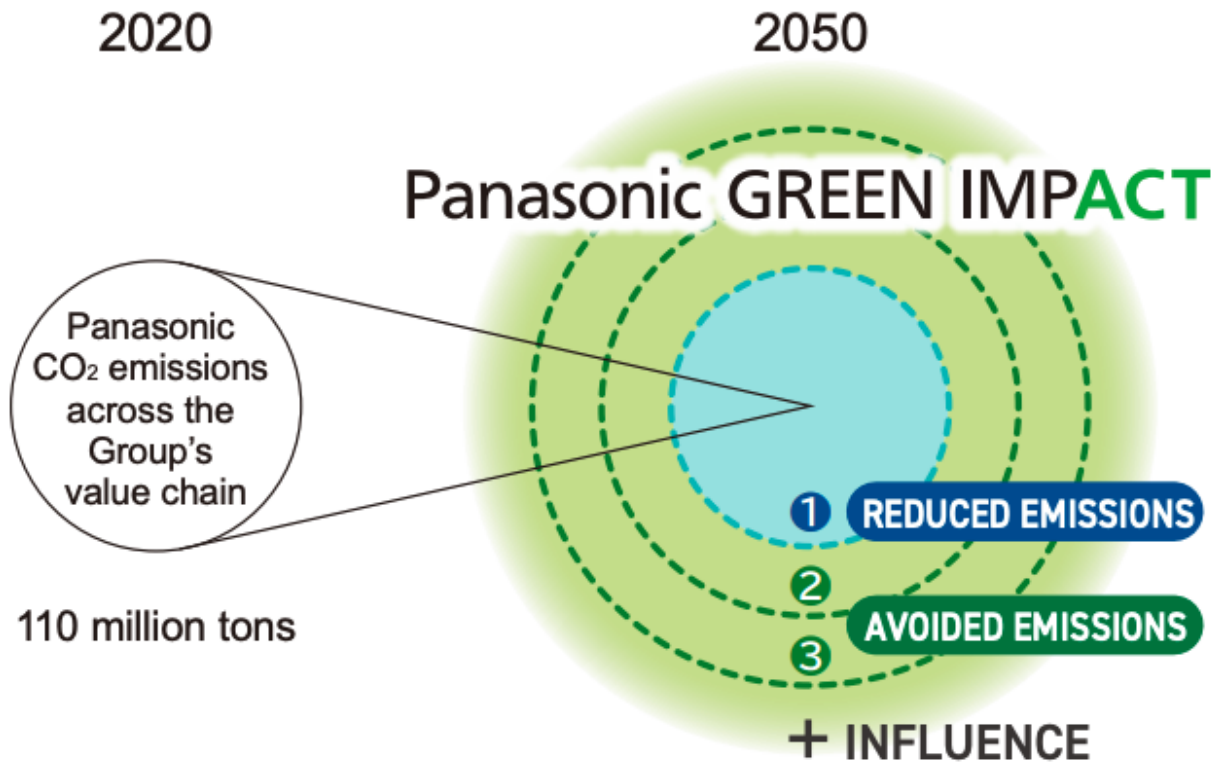 2020
2050
Panasonic GREEN IMPACT
Panasonic
CO₂ emissions
across the
Group's
value chain
110 million tons
1 REDUCED EMISSIONS
2
AVOIDED EMISSIONS
3
+ INFLUENCE